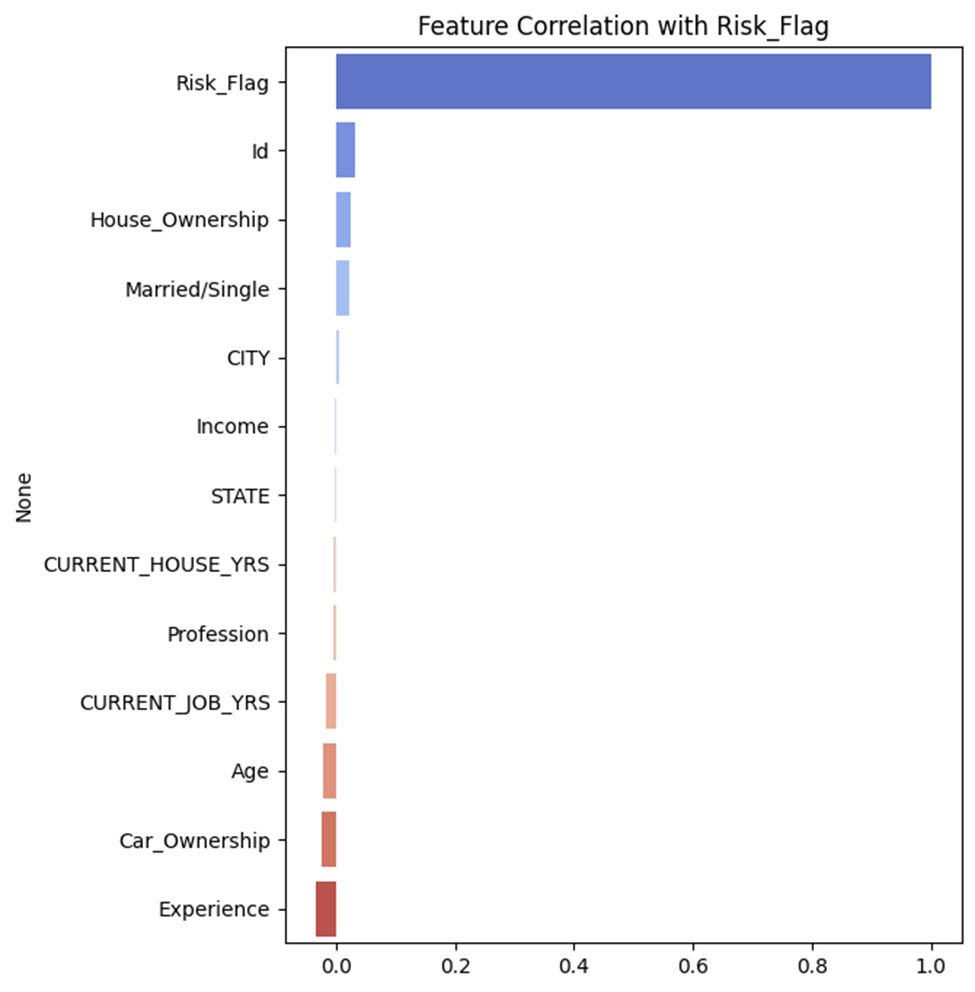 Feature Correlation with Risk_Flag
Risk_Flag
Id
House_Ownership
Married/Single
CITY
Income
STATE
CURRENT_HOUSE_YRS
Profession
CURRENT_JOB_YRS
Age
Car_Ownership
Experience
None
0.0 0.2 0.4 0.6 0.8 1.0